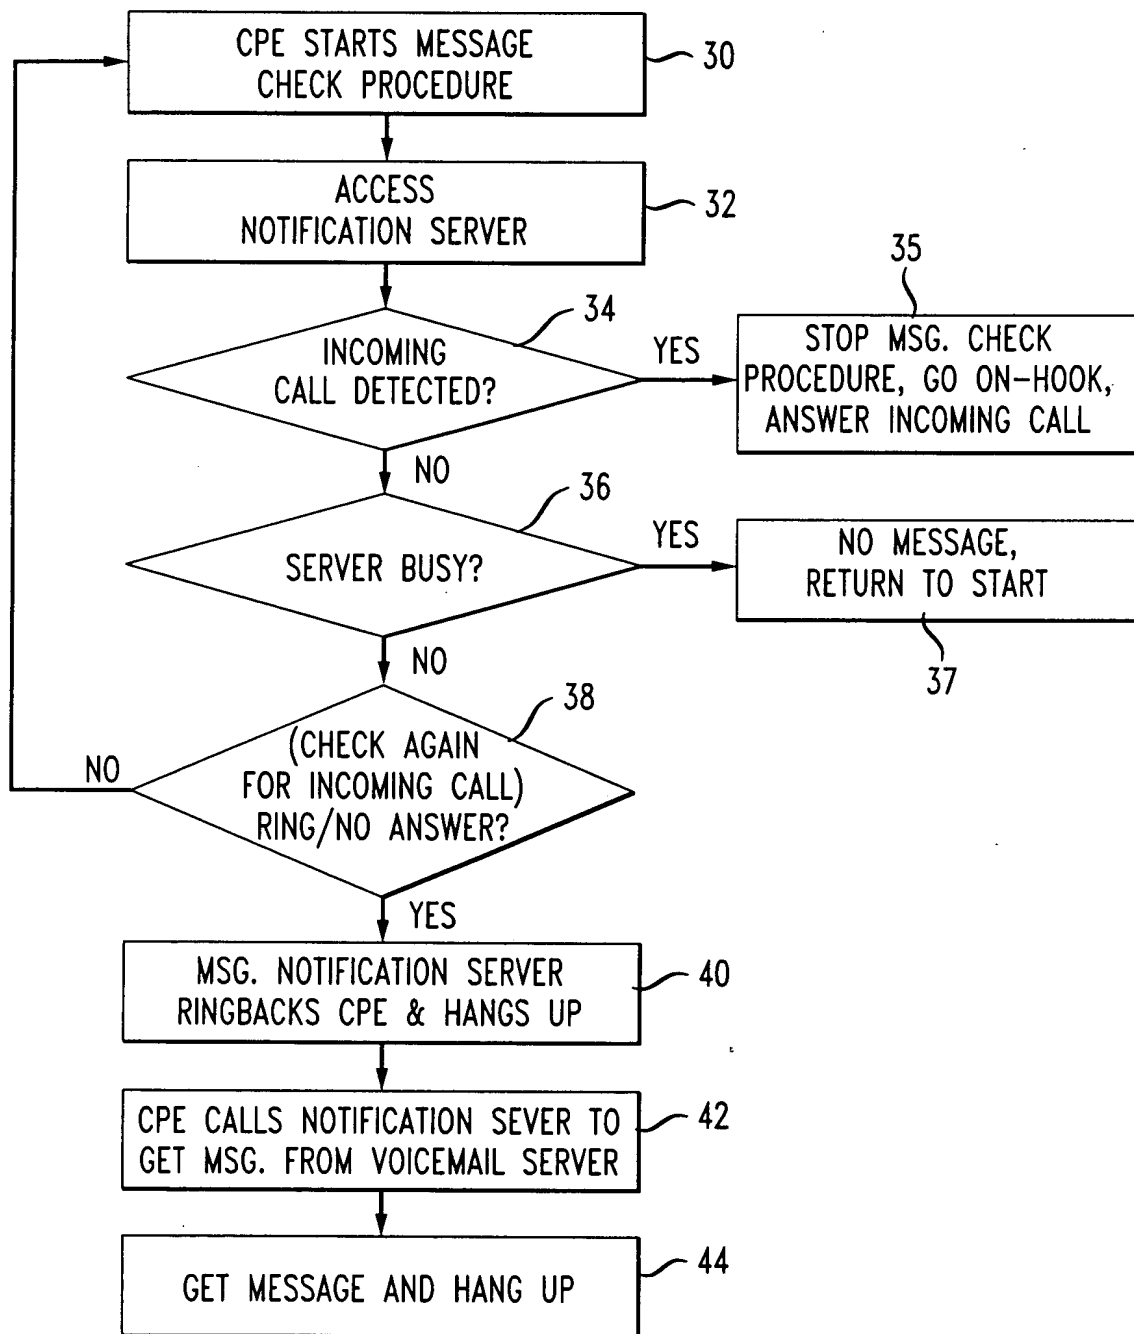 CPE STARTS MESSAGE
CHECK PROCEDURE
30
ACCESS
NOTIFICATION SERVER
32
34
INCOMING
CALL DETECTED?
YES
35
STOP MSG. CHECK
PROCEDURE, GO ON-HOOK,
ANSWER INCOMING CALL
NO
36
SERVER BUSY?
YES
NO MESSAGE,
RETURN TO START
37
NO
38
(CHECK AGAIN
FOR INCOMING CALL)
RING/NO ANSWER?
NO
YES
MSG. NOTIFICATION SERVER
RINGBACKS CPE & HANGS UP
40
CPE CALLS NOTIFICATION SEVER TO
GET MSG. FROM VOICEMAIL SERVER
42
GET MESSAGE AND HANG UP
44